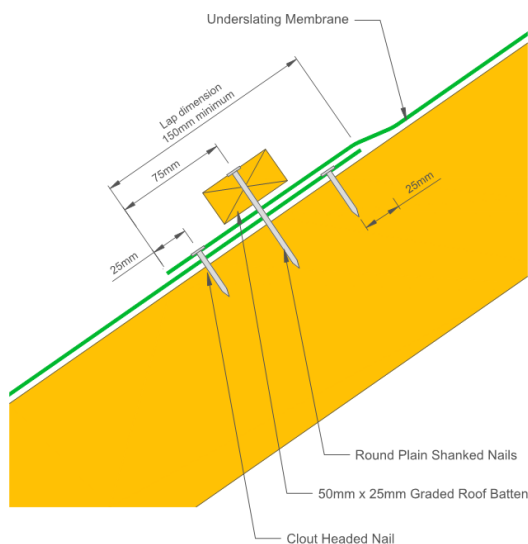 Underslating Membrane
Lap dimension
150mm minimum
75mm
25mm
25mm
Round Plain Shanked Nails
50mm x 25mm Graded Roof Batten
Clout Headed Nail